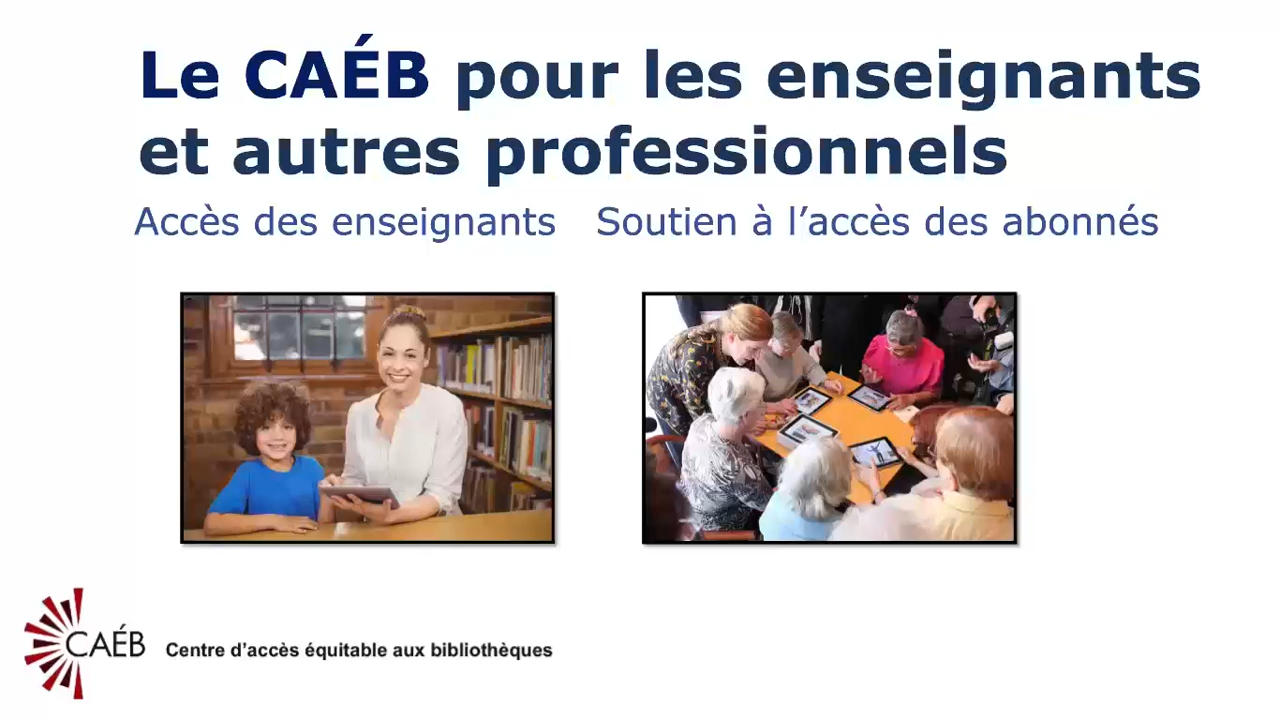 Le CAÉB pour les enseignants
et autres professionnels
Accès des enseignants
Soutien à l’accès des abonnés
CAÉB
Centre d’accès équitable aux bibliothèques